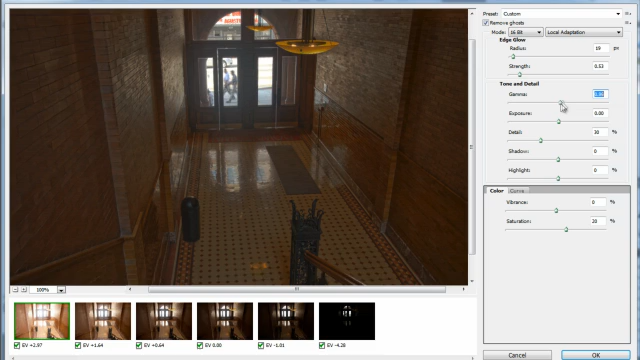 Preset: Custom
Remove ghosts
Mode: 16 Bit Local Adaptation
Edge Glow
Radius: 19 px
Strength: 0.53
Tone and Detail
Gamma:
Exposure: 0.00
Detail: 30 %
Shadow: 0 %
Highlight: 0 %
Color Curve
Vibrance: 0 %
Saturation: 20 %
100%
EV +2.97 EV +1.64 EV +0.64 EV 0.00 EV -1.01 EV -4.28
Cancel OK